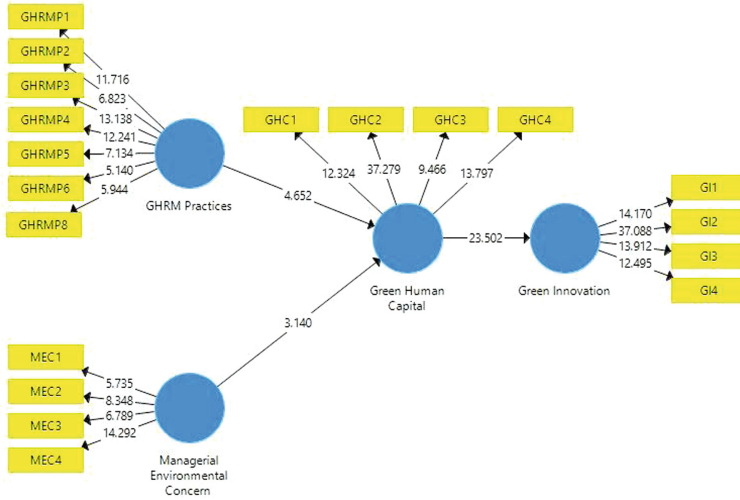 GHRMP1
GHRMP2
GHRMP3
GHRMP4
GHRMP5
GHRMP6
GHRMP8
11.716
6.823
13.138
12.241
7.134
5.140
5.944
GHRM Practices
4.652
GHC1
GHC2
GHC3
GHC4
12.324
37.279
9.466
13.797
Green Human
Capital
23.502
Green Innovation
14.170
37.088
13.912
12.495
GI1
GI2
GI3
GI4
3.140
MEC1
MEC2
MEC3
MEC4
5.735
8.348
6.789
14.292
Managerial
Environmental
Concern